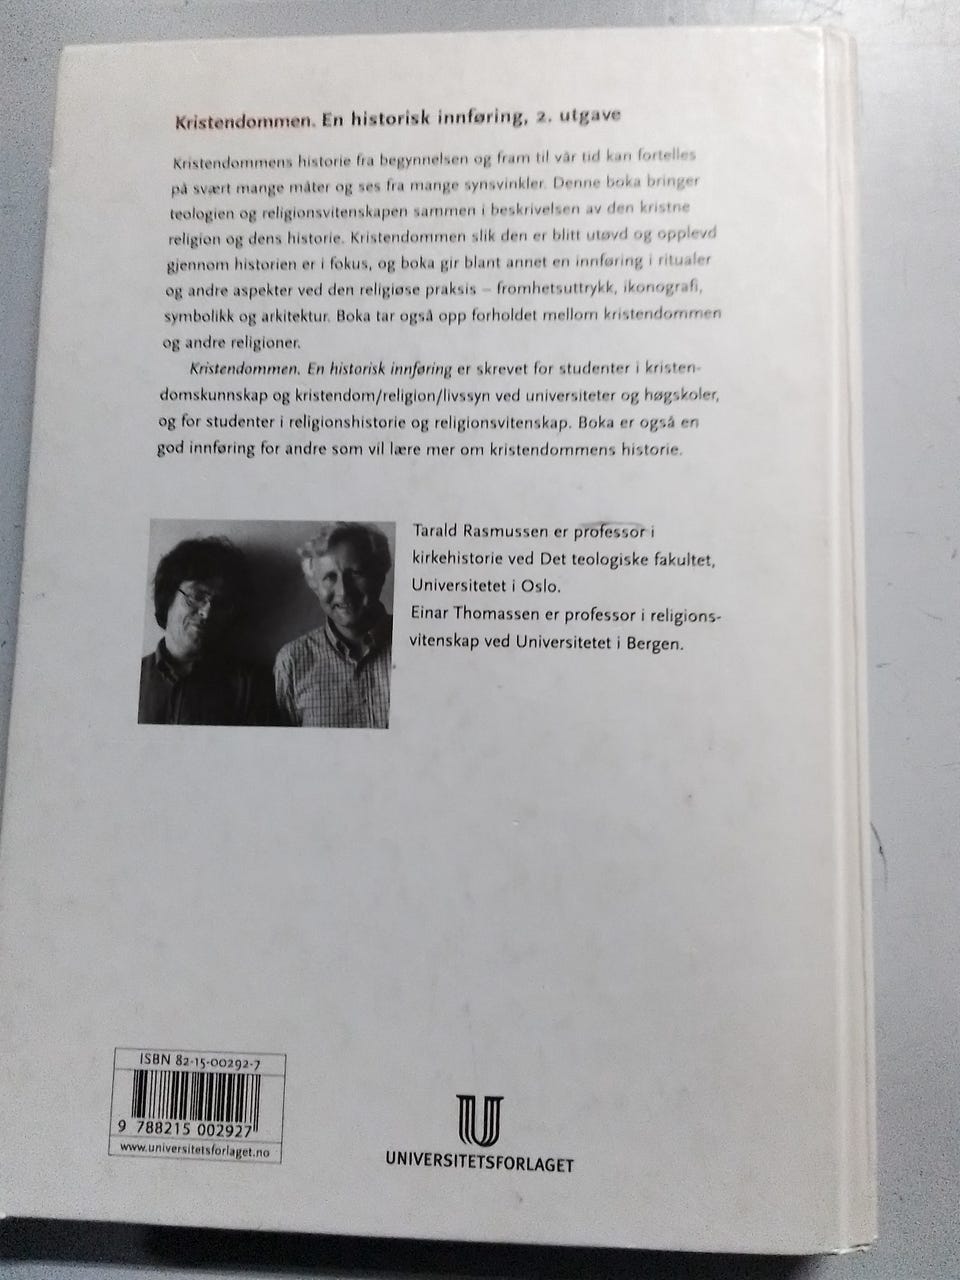 Kristendommen. En historisk innføring, 2. utgave
Kristendommens historie fra begynnelsen og fram til vår tid kan fortelles
på svært mange måter og ses fra mange synsvinkler. Denne boka bringer
teologien og religionsvitenskapen sammen i beskrivelsen av den kristne
religion og dens historie. Kristendommen slik den er blitt utøvd og opplevd
gjennom historien er i fokus, og boka gir blant annet en innføring i ritualer
og andre aspekter ved den religiøse praksis – fromhetsuttrykk, ikonografi,
symbolikk og arkitektur. Boka tar også opp forholdet mellom kristendommen
og andre religioner.
Kristendommen. En historisk innføring er skrevet for studenter i kristen-
domskunnskap og kristendom/religion/livssyn ved universiteter og høgskoler,
og for studenter i religionshistorie og religionsvitenskap. Boka er også en
god innføring for andre som vil lære mer om kristendommens historie.
Tarald Rasmussen er professor i
kirkehistorie ved Det teologiske fakultet,
Universitetet i Oslo.
Einar Thomassen er professor i religions-
vitenskap ved Universitetet i Bergen.
ISBN 82-15-00292-7
9 788215 002927
www.universitetsforlaget.no
U
UNIVERSITETSFORLAGET